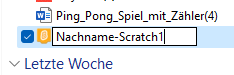 Ping_Pong_Spiel_mit_Zähler(4)
Nachname-Scratch1
Letzte Woche